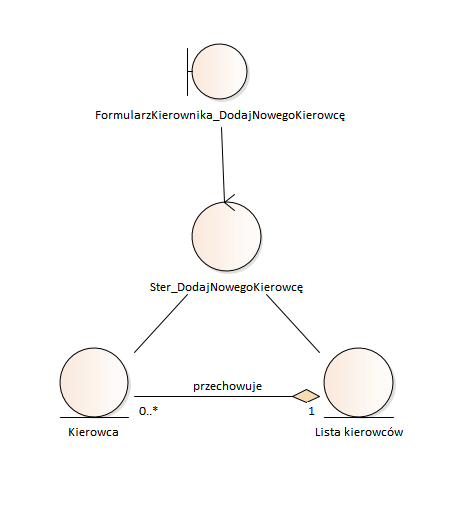 FormularzKierownika_DodajNowegoKierowcę
Ster_DodajNowegoKierowcę
przechowuje
0..*
1
Kierowca
Lista kierowców